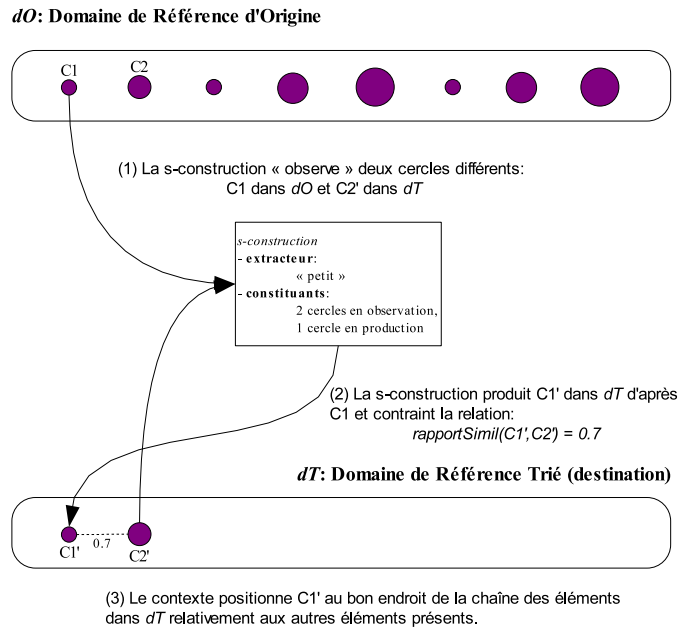 dO: Domaine de Référence d'Origine
C1
C2
(1) La s-construction « observe » deux cercles différents:
C1 dans dO et C2' dans dT
s-construction
- extracteur:
« petit »
- constituants:
2 cercles en observation,
1 cercle en production
(2) La s-construction produit C1' dans dT d'après
C1 et contraint la relation:
rapportSimil(C1',C2') = 0.7
dT: Domaine de Référence Trié (destination)
0.7
C1'
C2'
(3) Le contexte positionne C1' au bon endroit de la chaîne des éléments
dans dT relativement aux autres éléments présents.